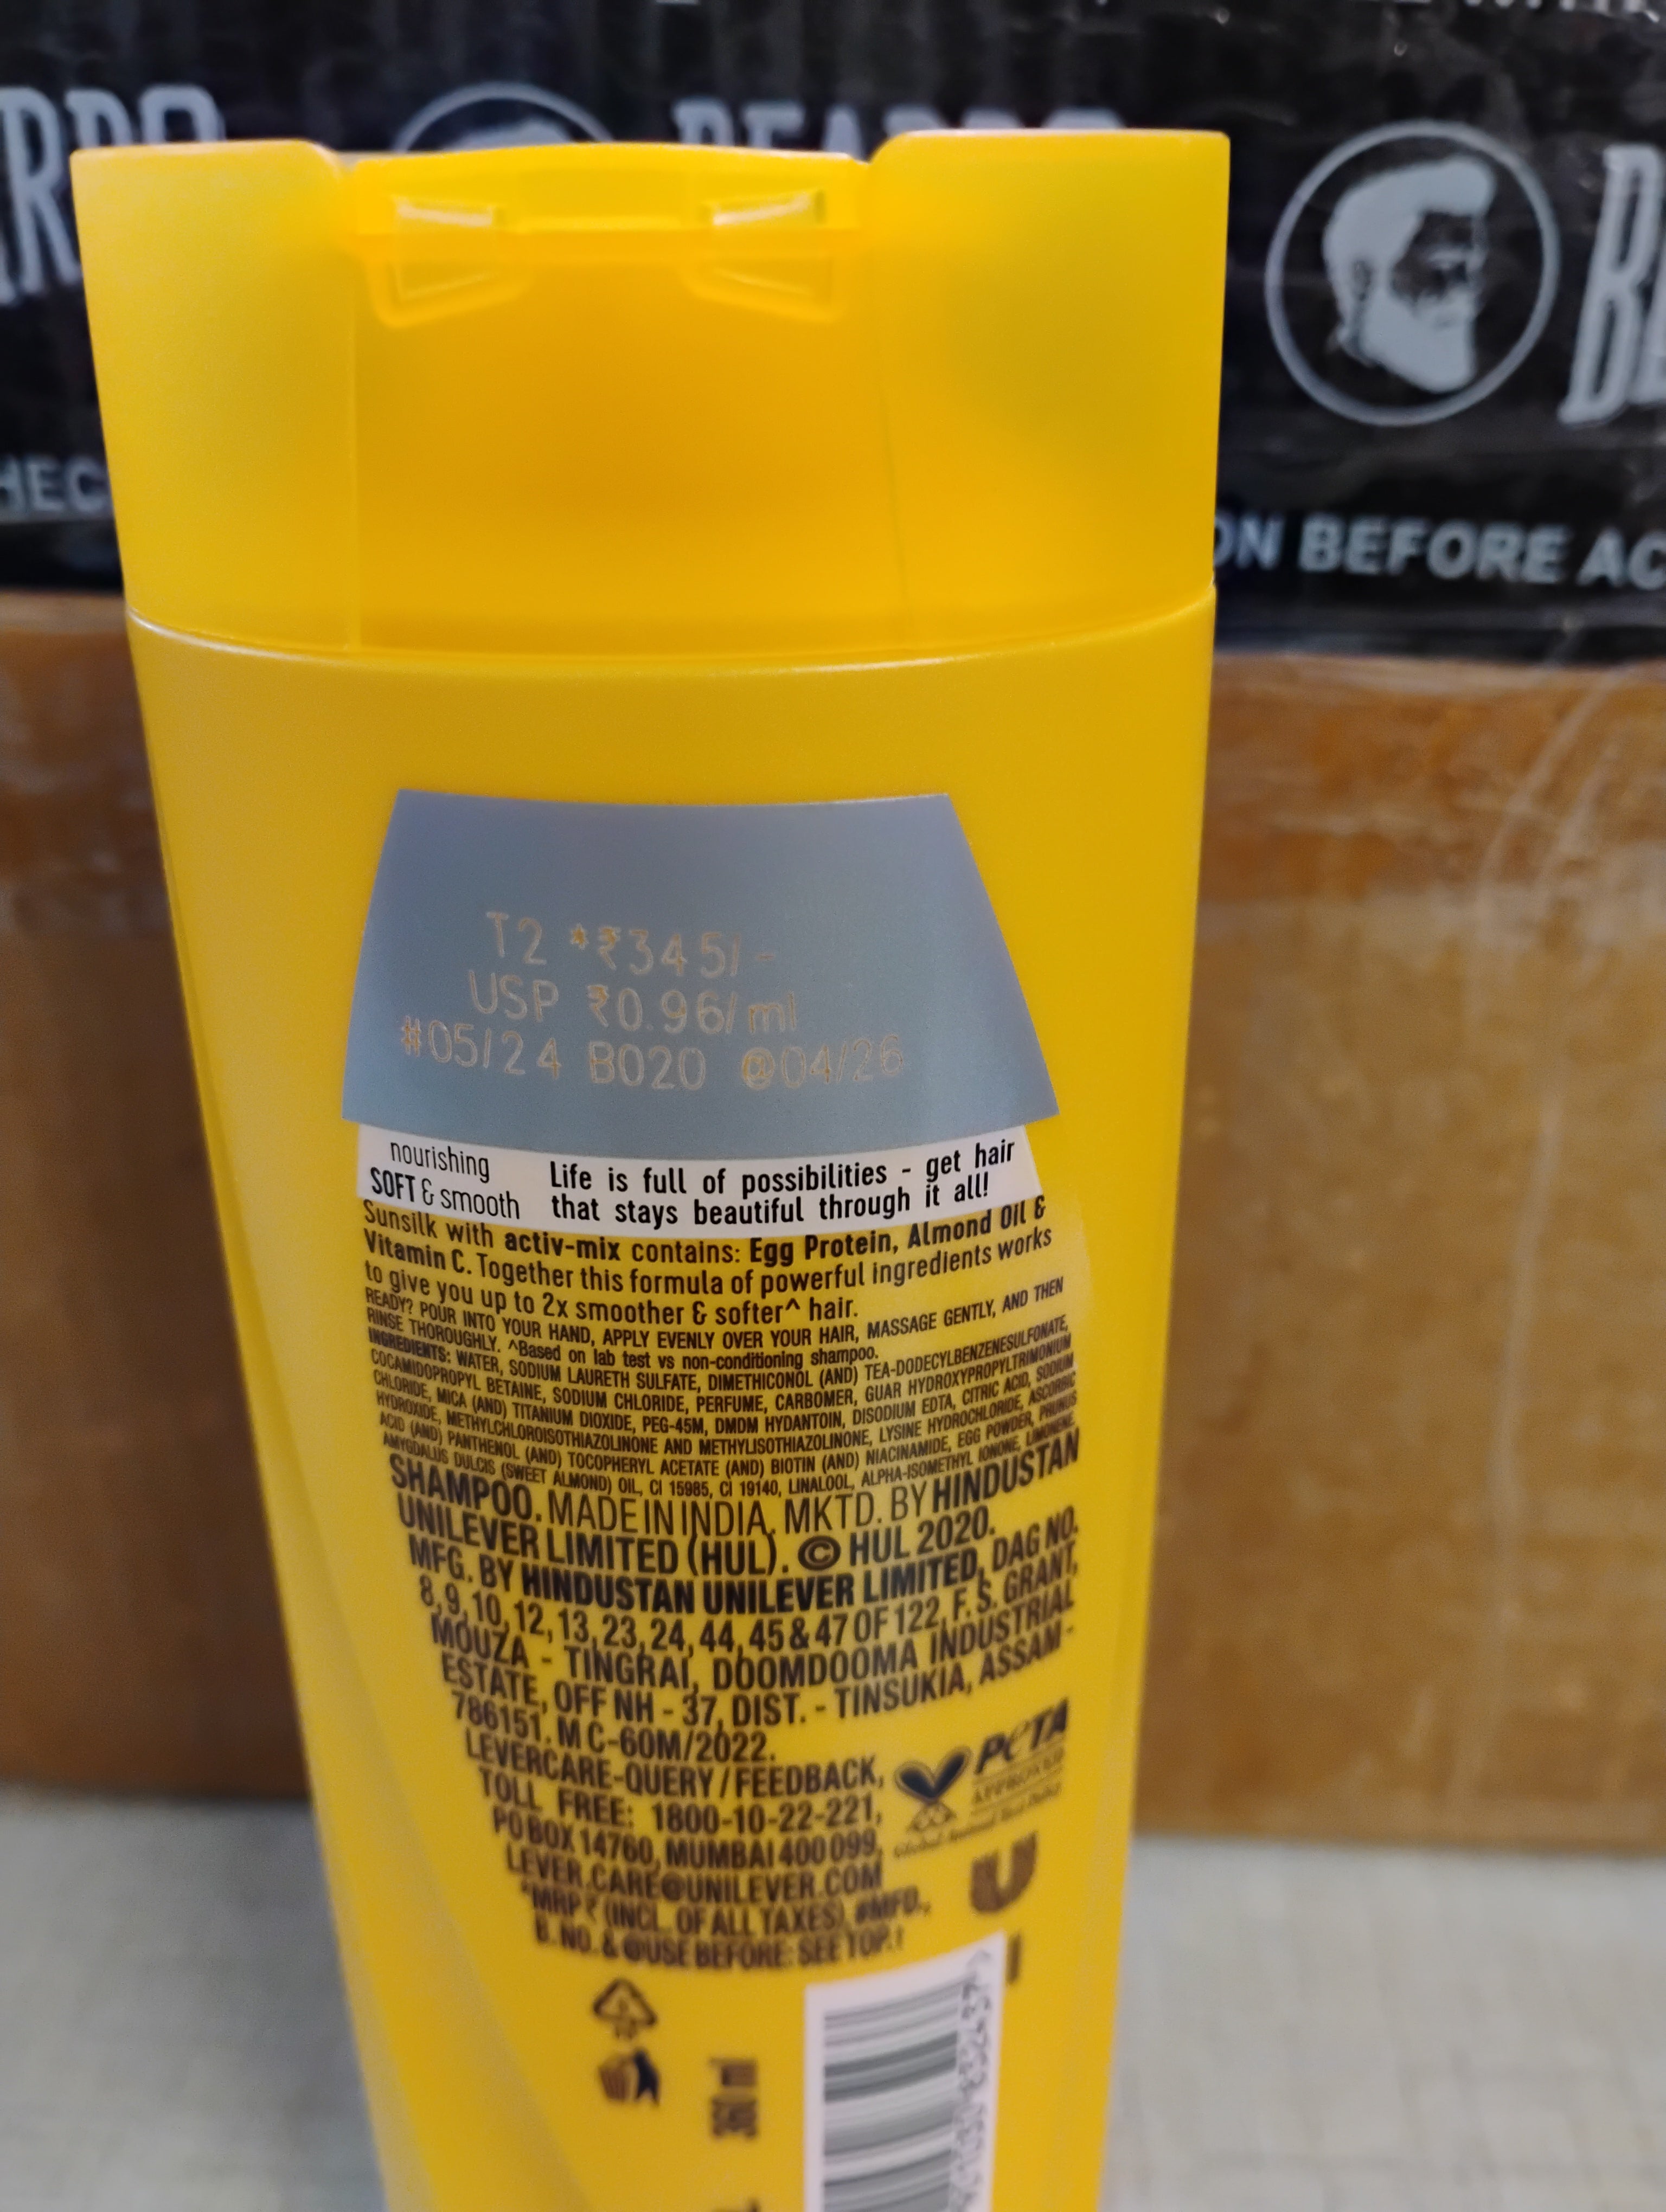 BEARDO
HEC
ON BEFORE AC
T2 *₹345/-
USP ₹0.96/ml
#05/24 B020 @04/26
nourishing
SOFT & smooth
Life is full of possibilities - get hair
that stays beautiful through it all!
Sunsilk with activ-mix contains: Egg Protein, Almond Oil &
Vitamin C. Together this formula of powerful ingredients works
to give you up to 2x smoother & softer^ hair.
READY? POUR INTO YOUR HAND, APPLY EVENLY OVER YOUR HAIR, MASSAGE GENTLY, AND THEN
RINSE THOROUGHLY. ^Based on lab test vs non-conditioning shampoo.
INGREDIENTS: WATER, SODIUM LAURETH SULFATE, DIMETHICONOL (AND) TEA-DODECYLBENZENESULFONATE,
COCAMIDOPROPYL BETAINE, SODIUM CHLORIDE, PERFUME, CARBOMER, GUAR HYDROXYPROPYLTRIMONIUM
CHLORIDE, MICA (AND) TITANIUM DIOXIDE, PEG-45M, DMDM HYDANTOIN, DISODIUM EDTA, CITRIC ACID, SODIUM
HYDROXIDE, METHYLCHLOROISOTHIAZOLINONE AND METHYLISOTHIAZOLINONE, LYSINE HYDROCHLORIDE, ASCORBIC
ACID (AND) PANTHENOL (AND) TOCOPHERYL ACETATE (AND) BIOTIN (AND) NIACINAMIDE, EGG POWDER, PRUNUS
AMYGDALUS DULCIS (SWEET ALMOND) OIL, CI 15985, CI 19140, LINALOOL, ALPHA-ISOMETHYL IONONE, LIMONENE.
SHAMPOO. MADE IN INDIA. MKTD. BY HINDUSTAN
UNILEVER LIMITED (HUL). © HUL 2020.
MFG. BY HINDUSTAN UNILEVER LIMITED, DAG NO.
8,9,10, 12, 13,23,24,44,45&47 OF 122, F. S. GRANT,
MOUZA - TINGRAI, DOOMDOOMA INDUSTRIAL
ESTATE, OFF NH - 37, DIST. - TINSUKIA, ASSAM -
786151. M C-60M/2022.
LEVERCARE-QUERY / FEEDBACK,
TOLL FREE: 1800-10-22-221,
PO BOX 14760, MUMBAI 400 099,
LEVER.CARE@UNILEVER.COM
*MRP ₹ (INCL. OF ALL TAXES), #MFD.,
B. NO. & @USE BEFORE: SEE TOP.↑
PETA
APPROVED
Global Animal Test Policy